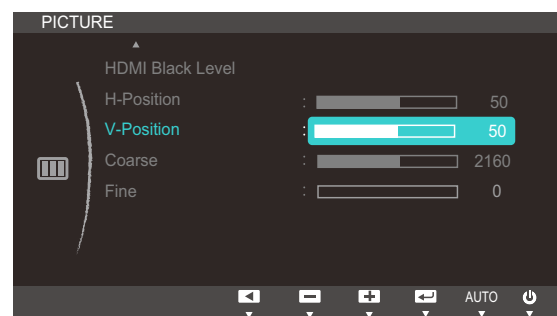 PICTURE
HDMI Black Level
H-Position : 50
V-Position : 50
Coarse : 2160
Fine : 0
AUTO